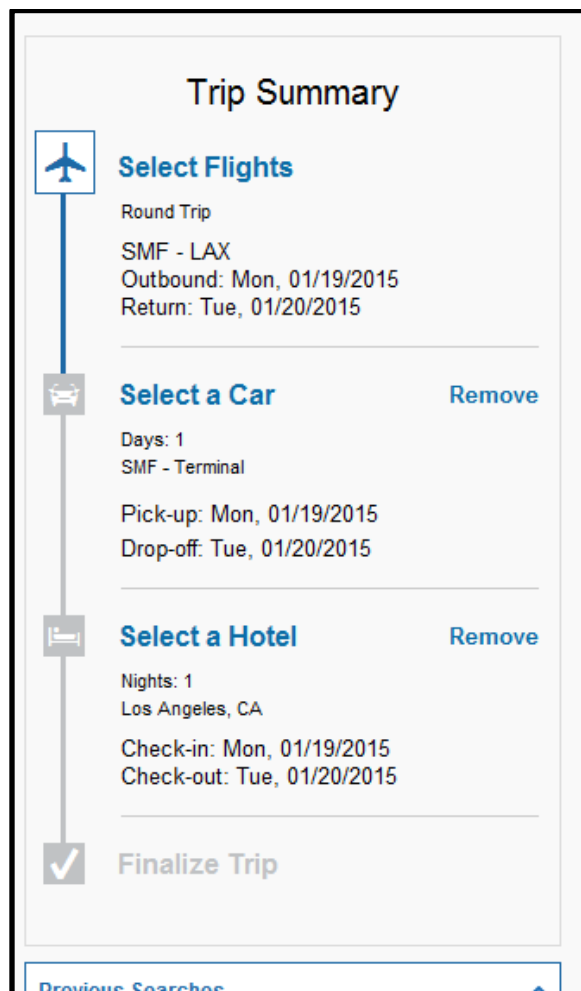 Trip Summary
Select Flights
Round Trip
SMF - LAX
Outbound: Mon, 01/19/2015
Return: Tue, 01/20/2015
Select a Car Remove
Days: 1
SMF - Terminal
Pick-up: Mon, 01/19/2015
Drop-off: Tue, 01/20/2015
Select a Hotel Remove
Nights: 1
Los Angeles, CA
Check-in: Mon, 01/19/2015
Check-out: Tue, 01/20/2015
Finalize Trip
Previous Searches